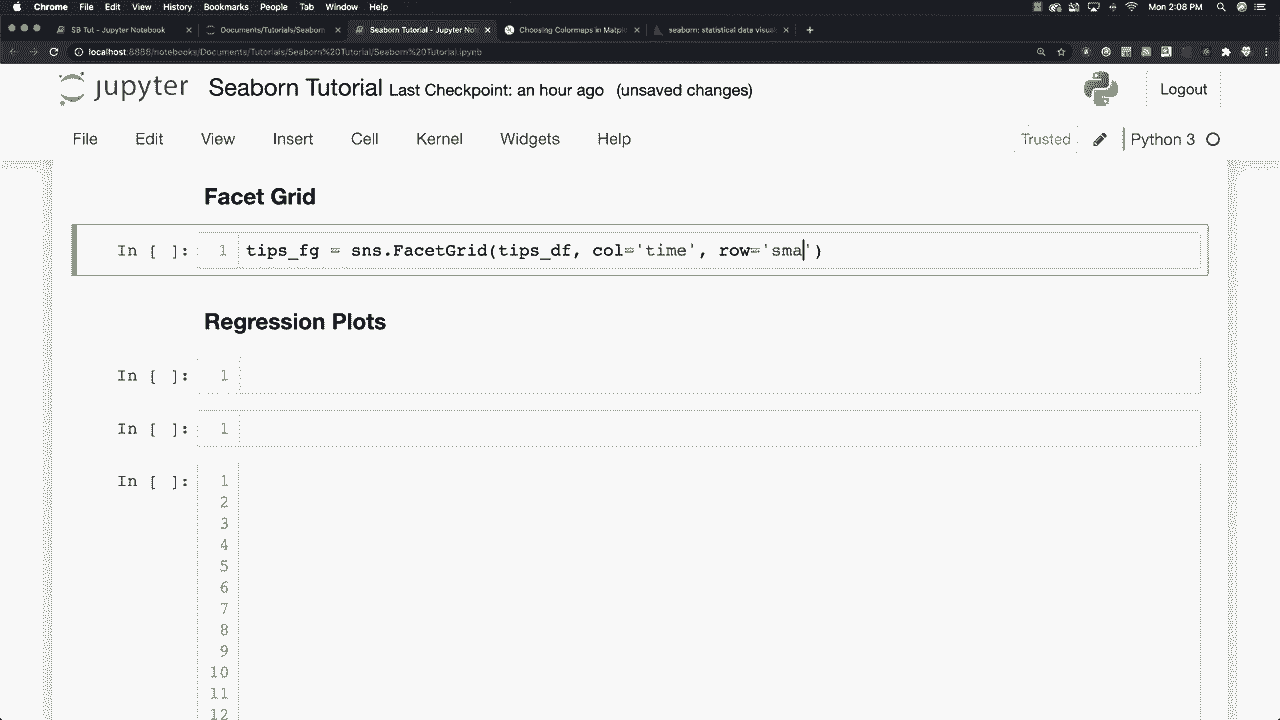 Chrome File Edit View History Bookmarks People Tab Window Help Mon 2:08 PM
SB Tut - Jupyter Notebook Documents/Tutorials/Seaborn Seaborn Tutorial - Jupyter Not Choosing Colormaps in Matpl seaborn: statistical data visual
localhost:8888/notebooks/Documents/Tutorials/Seaborn%20Tutorial/Seaborn%20Tutorial.ipynb
jupyter Seaborn Tutorial Last Checkpoint: an hour ago (unsaved changes) Logout
File Edit View Insert Cell Kernel Widgets Help Trusted Python 3
Facet Grid
In [ ]: 1 tips_fg = sns.FacetGrid(tips_df, col='time', row='sma')
Regression Plots
In [ ]: 1
In [ ]: 1
In [ ]: 1
2
3
4
5
6
7
8
9
10
11
12